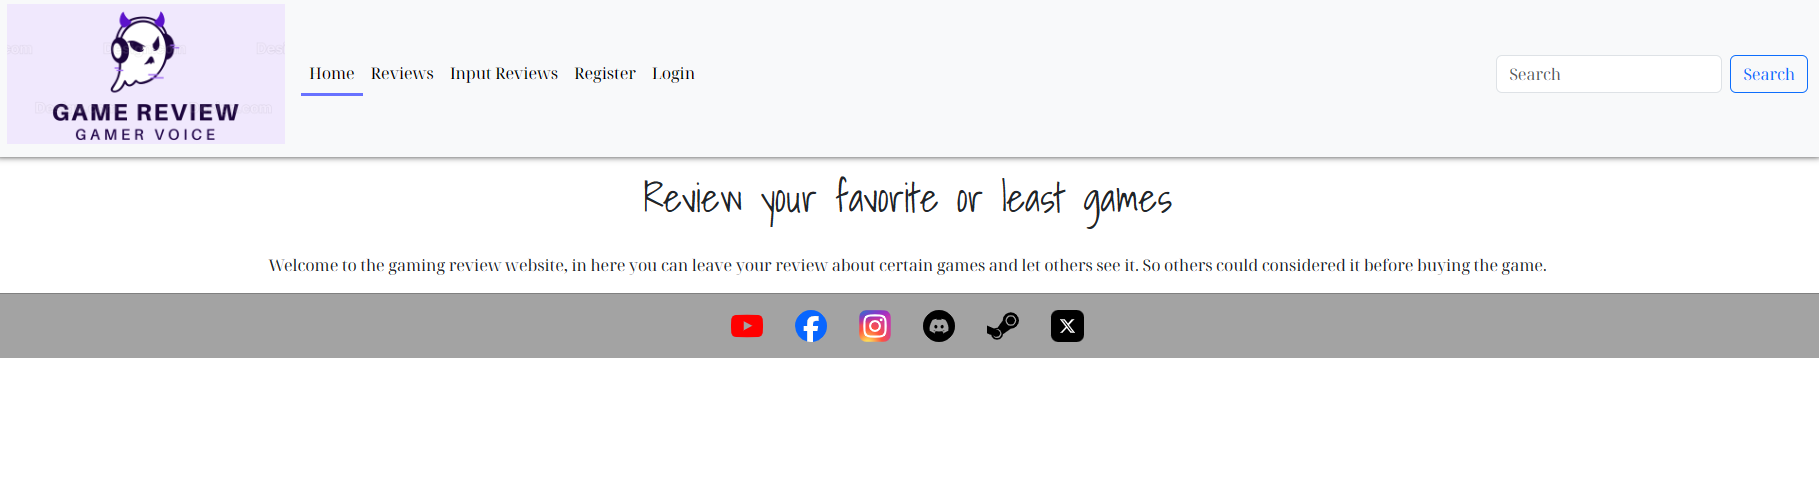 GAME REVIEW
GAMER VOICE
Home Reviews Input Reviews Register Login
Search Search
Review your favorite or least games
Welcome to the gaming review website, in here you can leave your review about certain games and let others see it. So others could considered it before buying the game.